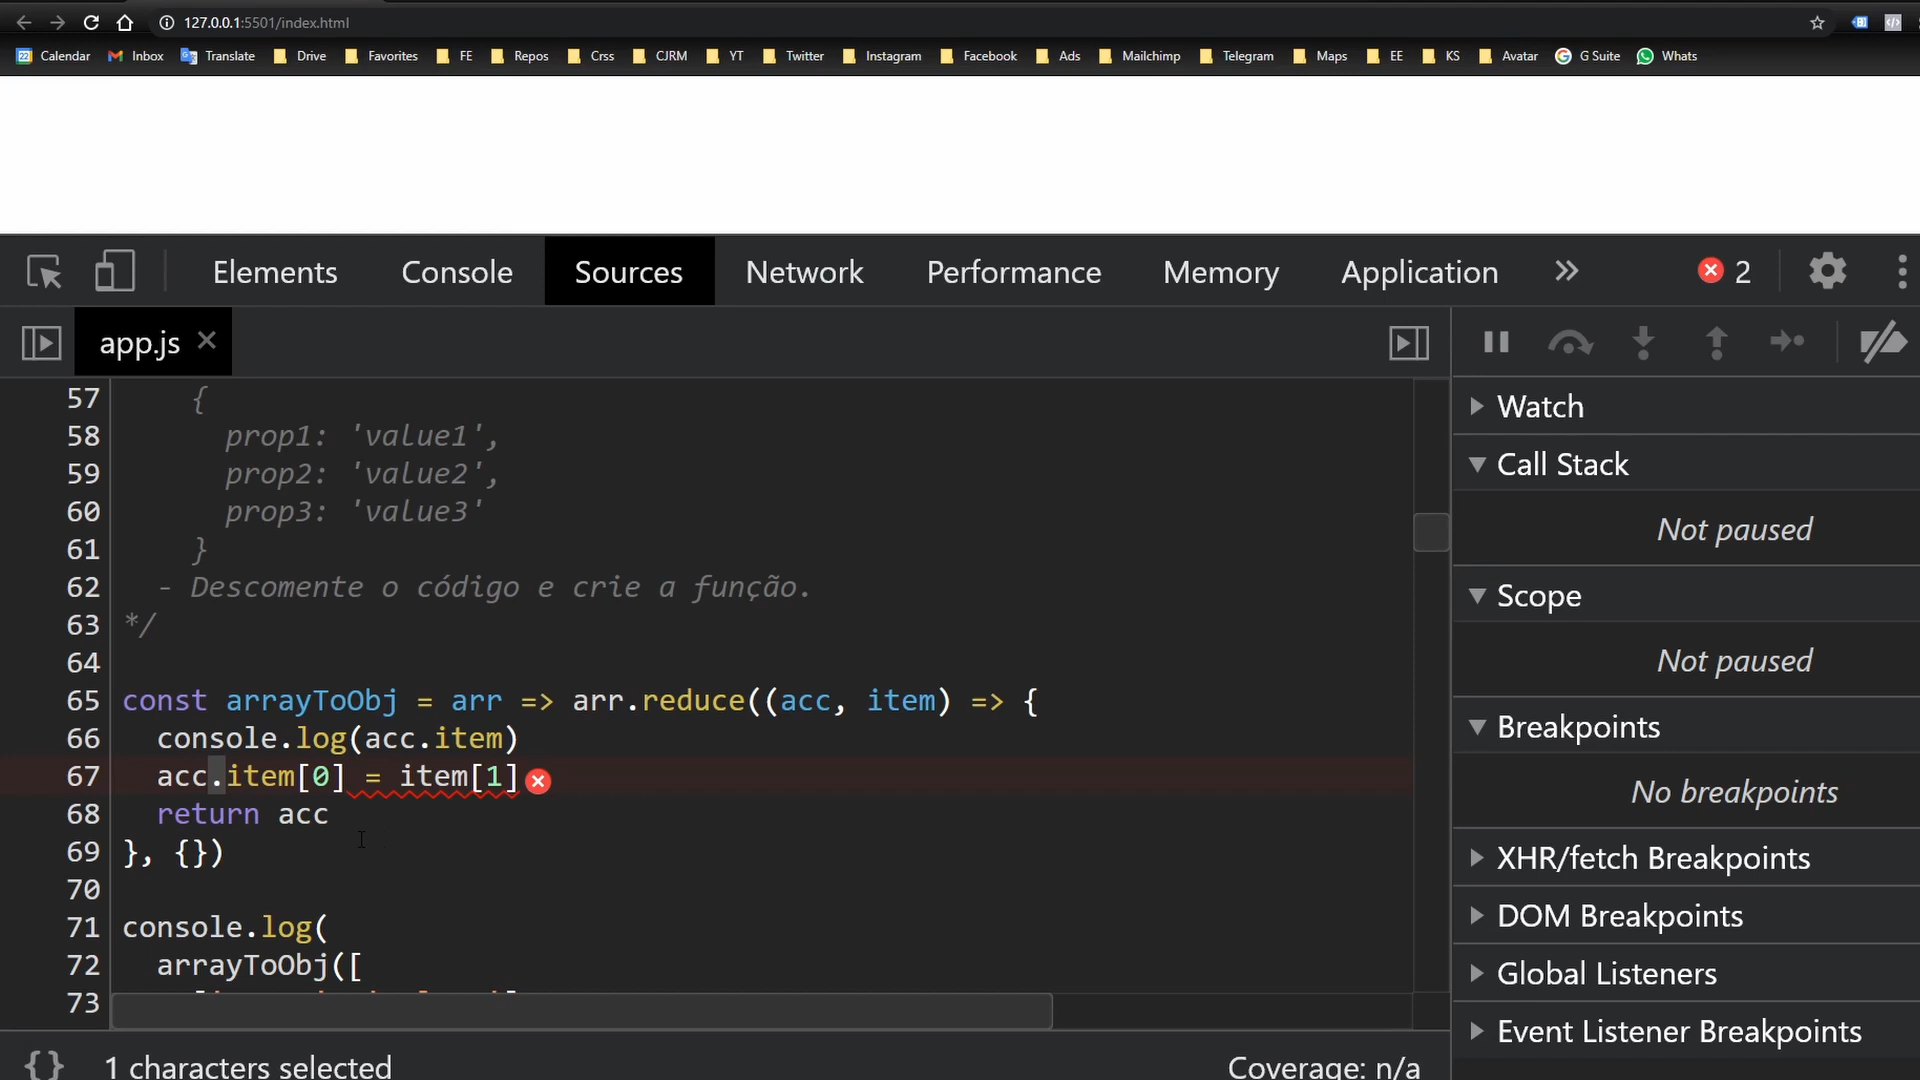 127.0.0.1:5501/index.html
Calendar Inbox Translate Drive Favorites FE Repos Crss CJRM YT Twitter Instagram Facebook Ads Mailchimp Telegram Maps EE KS Avatar G Suite Whats
Elements Console Sources Network Performance Memory Application » 2
app.js ×
57 {
58 prop1: 'value1',
59 prop2: 'value2',
60 prop3: 'value3'
61 }
62 - Descomente o código e crie a função.
63 */
64
65 const arrayToObj = arr => arr.reduce((acc, item) => {
66 console.log(acc.item)
67 acc.item[0] = item[1]
68 return acc
69 }, {})
70
71 console.log(
72 arrayToObj([
73
{} 1 characters selected Coverage: n/a
Watch
Call Stack
Not paused
Scope
Not paused
Breakpoints
No breakpoints
XHR/fetch Breakpoints
DOM Breakpoints
Global Listeners
Event Listener Breakpoints